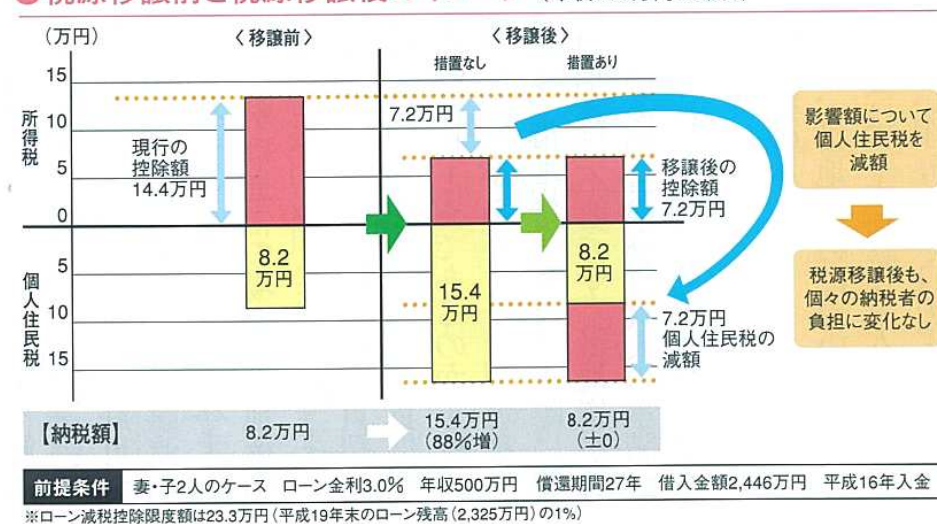 (万円)
〈移譲前〉
〈移譲後〉
措置なし
措置あり
所得税
15
10
5
0
個人住民税
5
10
15
現行の
控除額
14.4万円
8.2
万円
7.2万円
15.4
万円
移譲後の
控除額
7.2万円
8.2
万円
7.2万円
個人住民税の
減額
影響額について
個人住民税を
減額
税源移譲後も、
個々の納税者の
負担に変化なし
【納税額】
8.2万円
15.4万円
(88%増)
8.2万円
(±0)
前提条件 妻・子2人のケース ローン金利3.0% 年収500万円 償還期間27年 借入金額2,446万円 平成16年入金
※ローン減税控除限度額は23.3万円(平成19年末のローン残高(2,325万円)の1%)